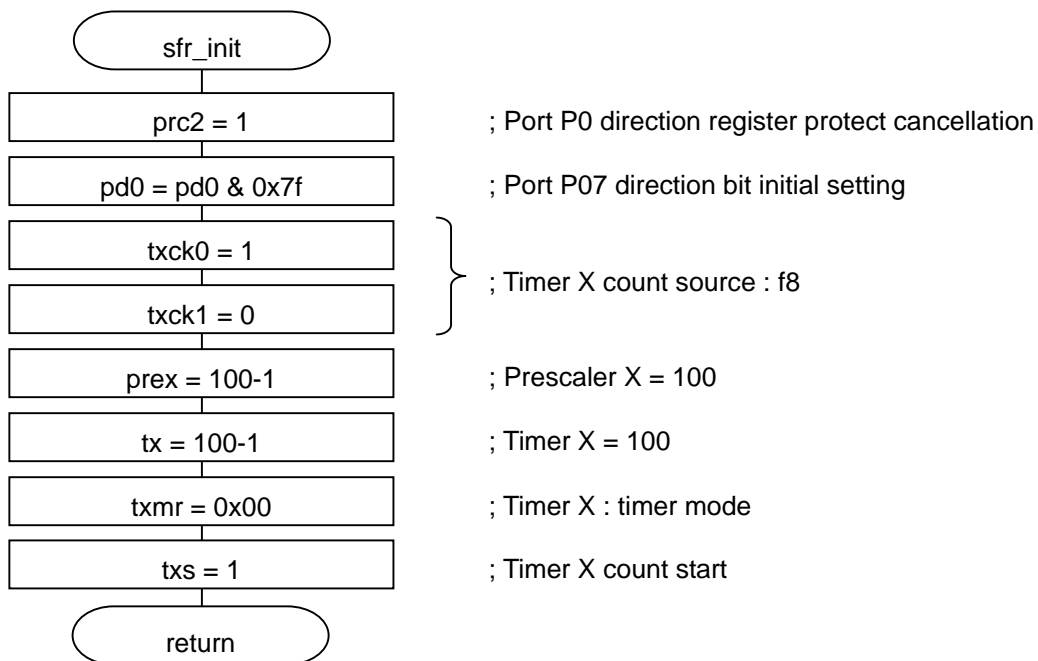 sfr_init
prc2 = 1 ; Port P0 direction register protect cancellation
pd0 = pd0 & 0x7f ; Port P07 direction bit initial setting
txck0 = 1
; Timer X count source : f8
txck1 = 0
prex = 100-1 ; Prescaler X = 100
tx = 100-1 ; Timer X = 100
txmr = 0x00 ; Timer X : timer mode
txs = 1 ; Timer X count start
return